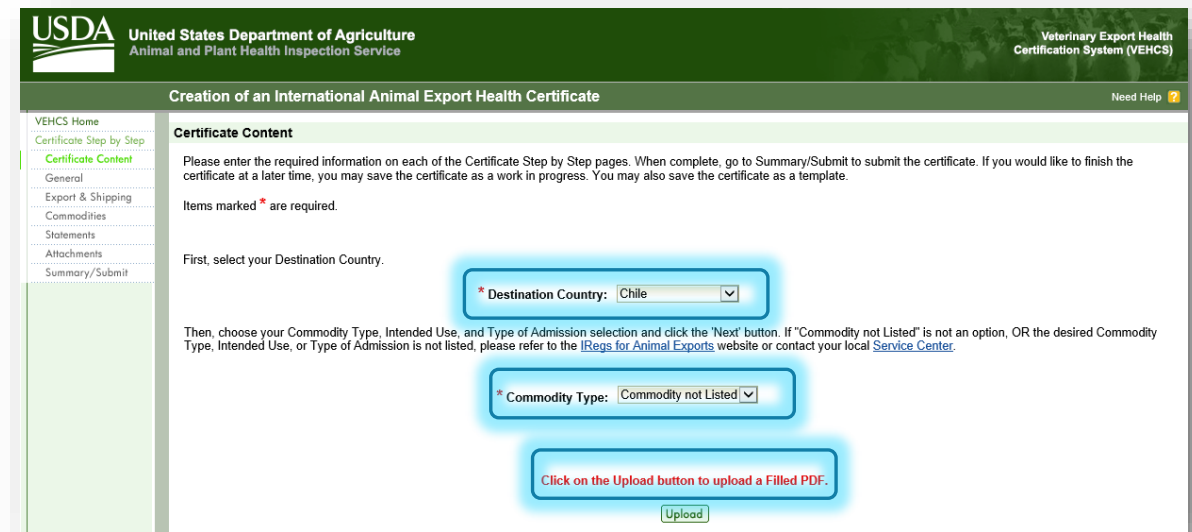 USDA
United States Department of Agriculture
Animal and Plant Health Inspection Service
Veterinary Export Health
Certification System (VEHCS)
Creation of an International Animal Export Health Certificate
Need Help ?
VEHCS Home
Certificate Step by Step
Certificate Content
General
Export & Shipping
Commodities
Statements
Attachments
Summary/Submit
Certificate Content
Please enter the required information on each of the Certificate Step by Step pages. When complete, go to Summary/Submit to submit the certificate. If you would like to finish the
certificate at a later time, you may save the certificate as a work in progress. You may also save the certificate as a template.
Items marked * are required.
First, select your Destination Country.
* Destination Country: Chile
Then, choose your Commodity Type, Intended Use, and Type of Admission selection and click the 'Next' button. If "Commodity not Listed" is not an option, OR the desired Commodity
Type, Intended Use, or Type of Admission is not listed, please refer to the IRegs for Animal Exports website or contact your local Service Center.
* Commodity Type: Commodity not Listed
Click on the Upload button to upload a Filled PDF.
Upload